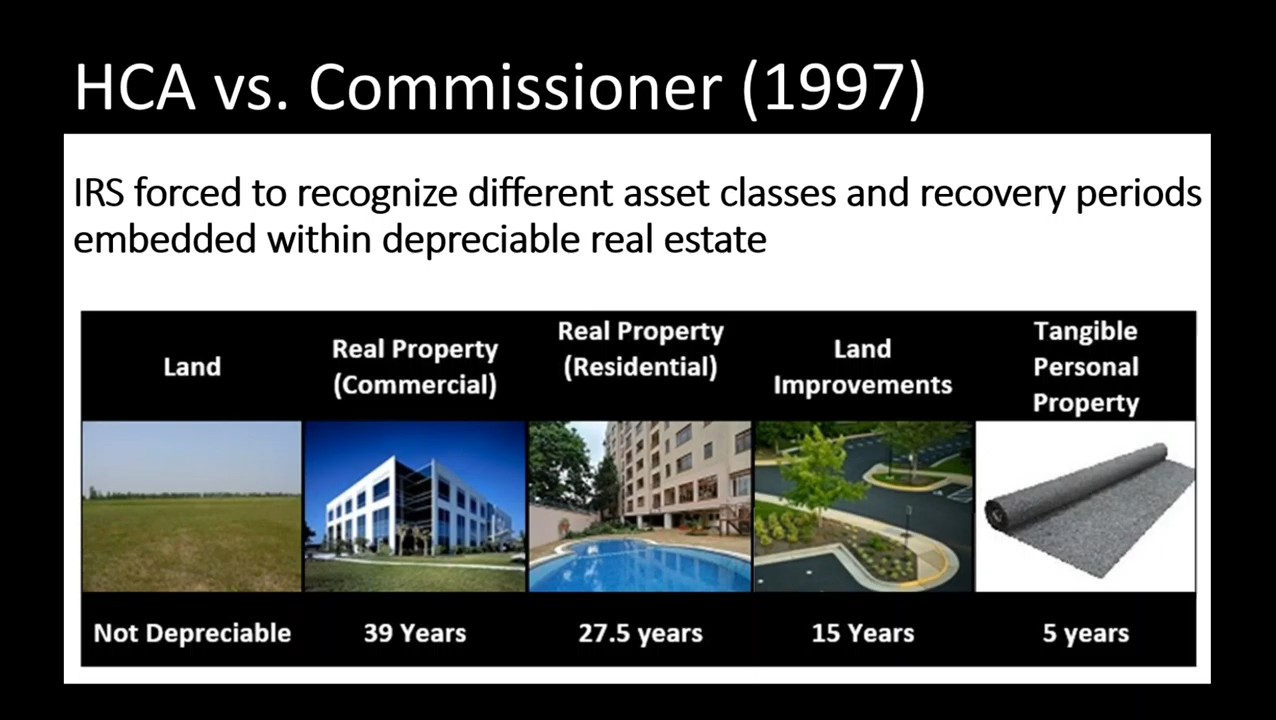 HCA vs. Commissioner (1997)
IRS forced to recognize different asset classes and recovery periods
embedded within depreciable real estate
Land
Real Property
(Commercial)
Real Property
(Residential)
Land
Improvements
Tangible
Personal
Property
Not Depreciable
39 Years
27.5 years
15 Years
5 years